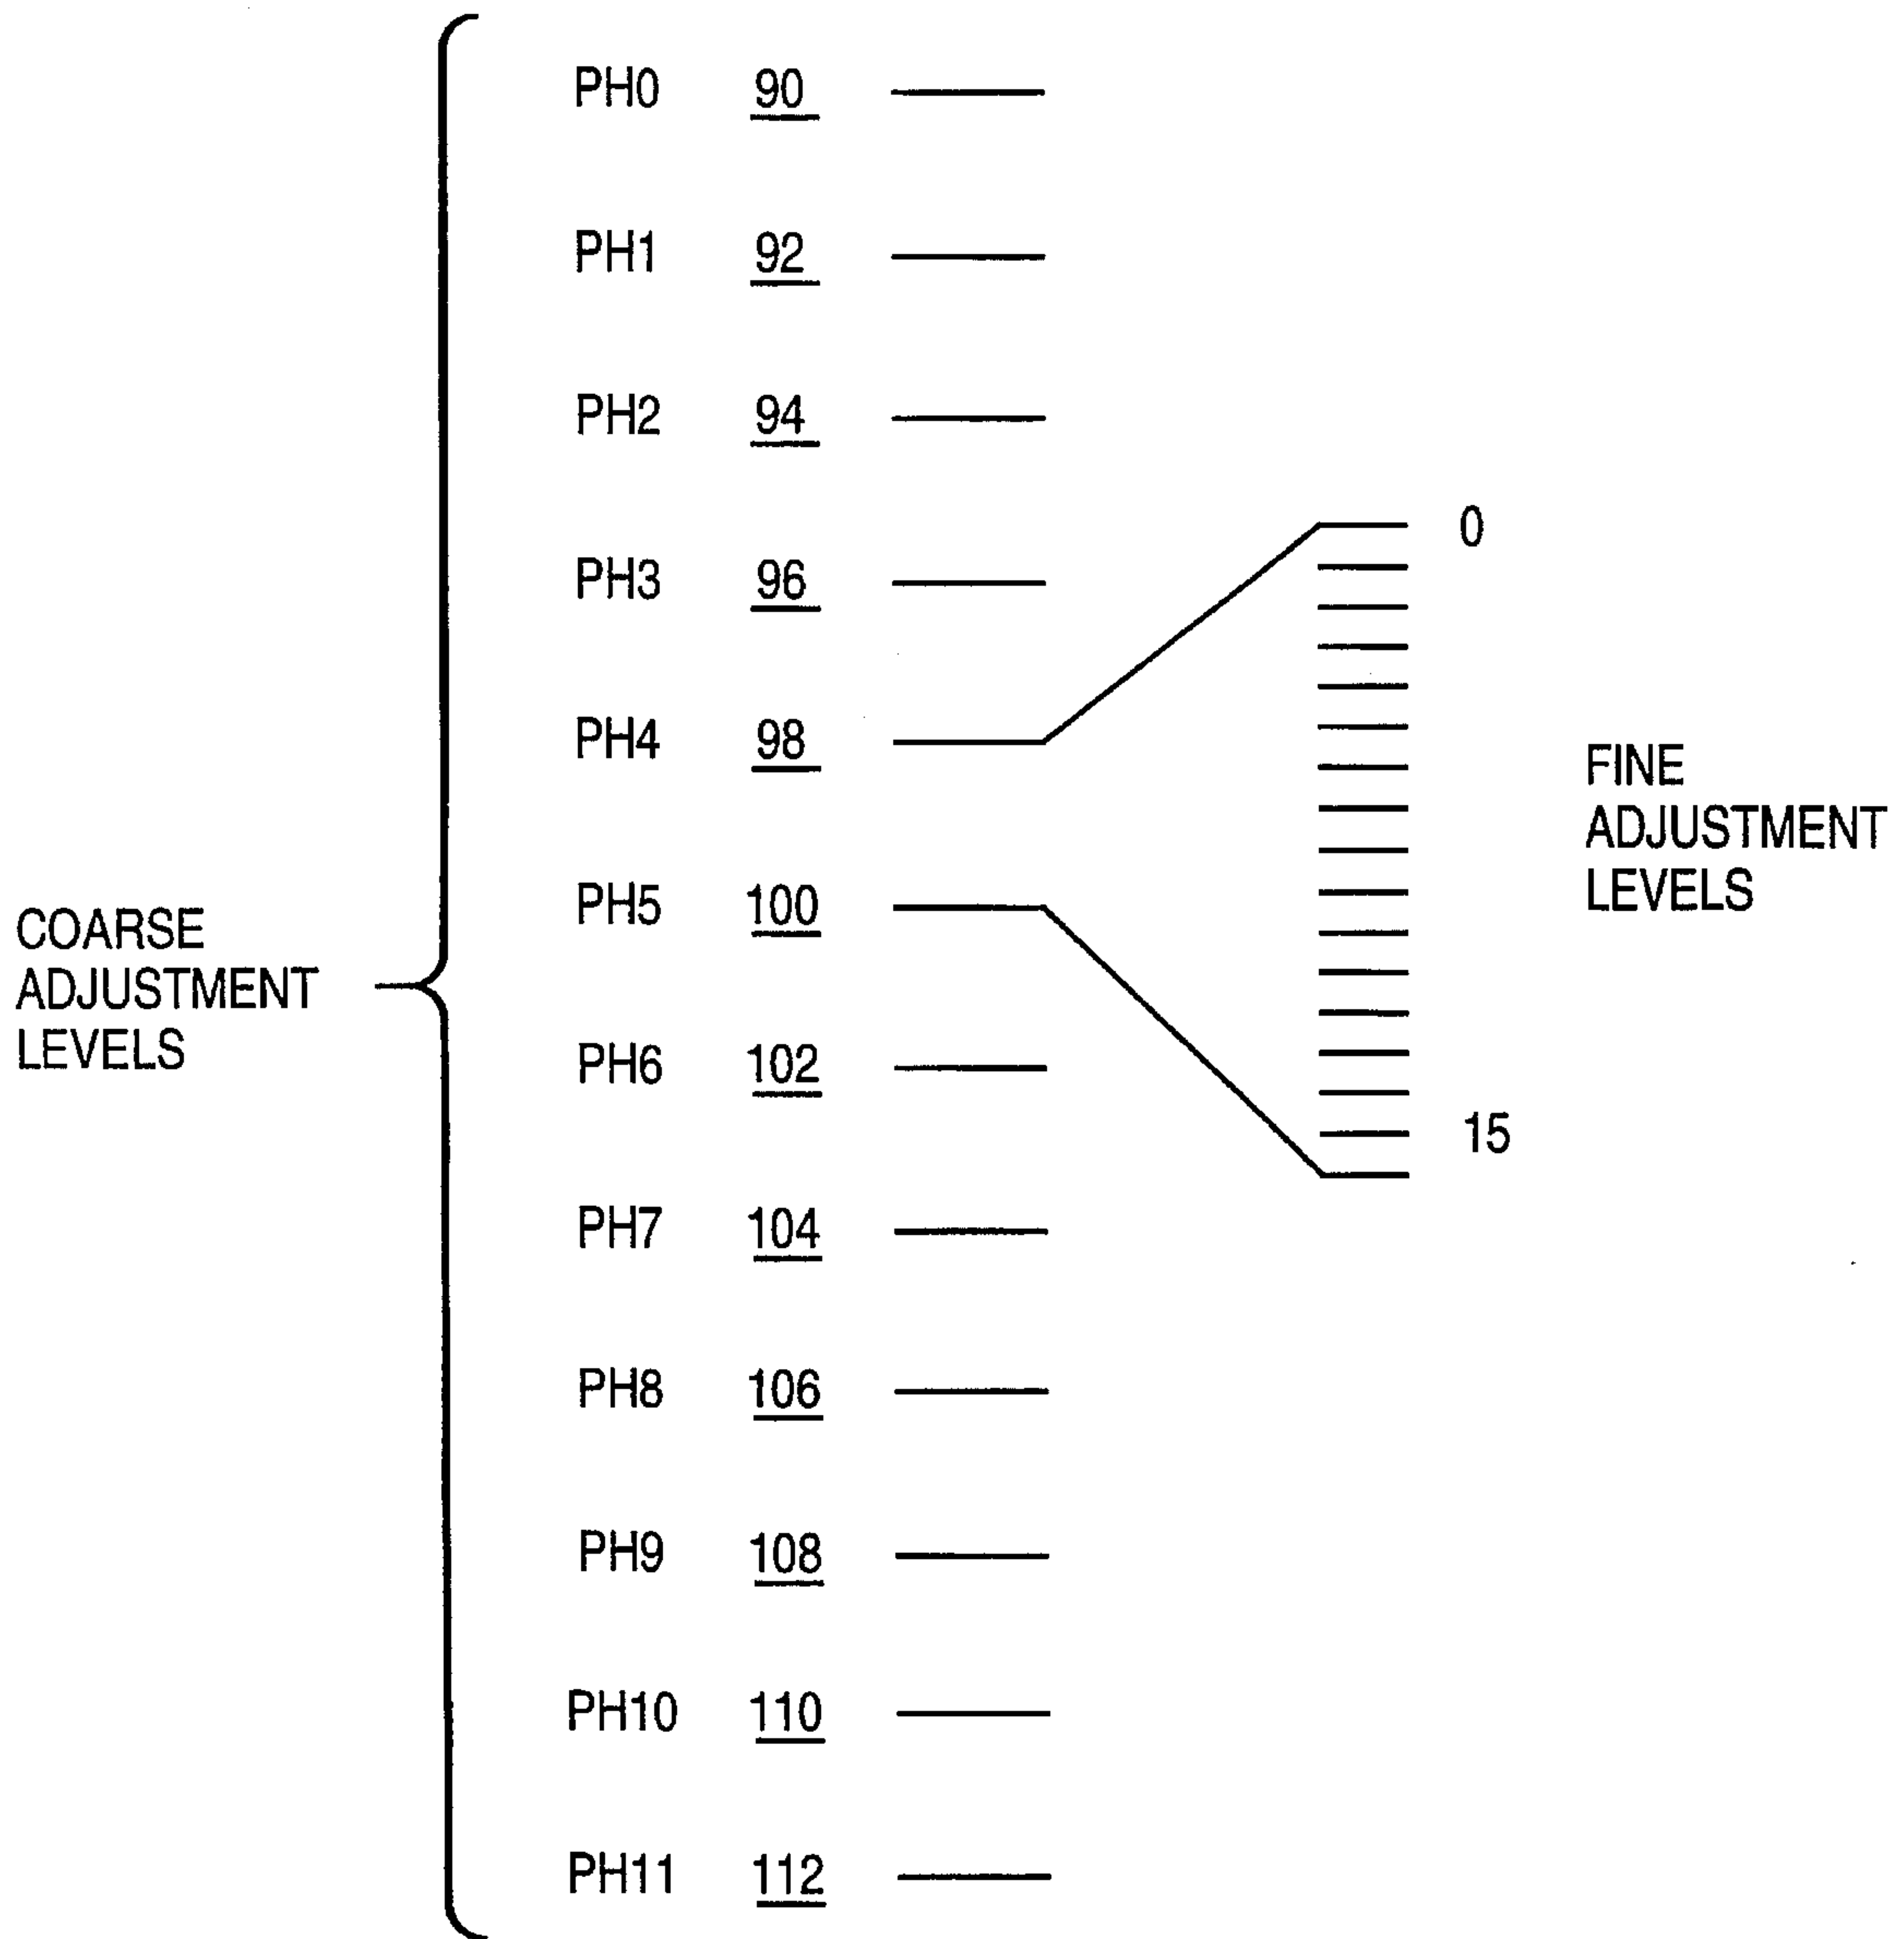 PH0 90
PH1 92
PH2 94
PH3 96
PH4 98
PH5 100
PH6 102
PH7 104
PH8 106
PH9 108
PH10 110
PH11 112
COARSE
ADJUSTMENT
LEVELS
0
15
FINE
ADJUSTMENT
LEVELS